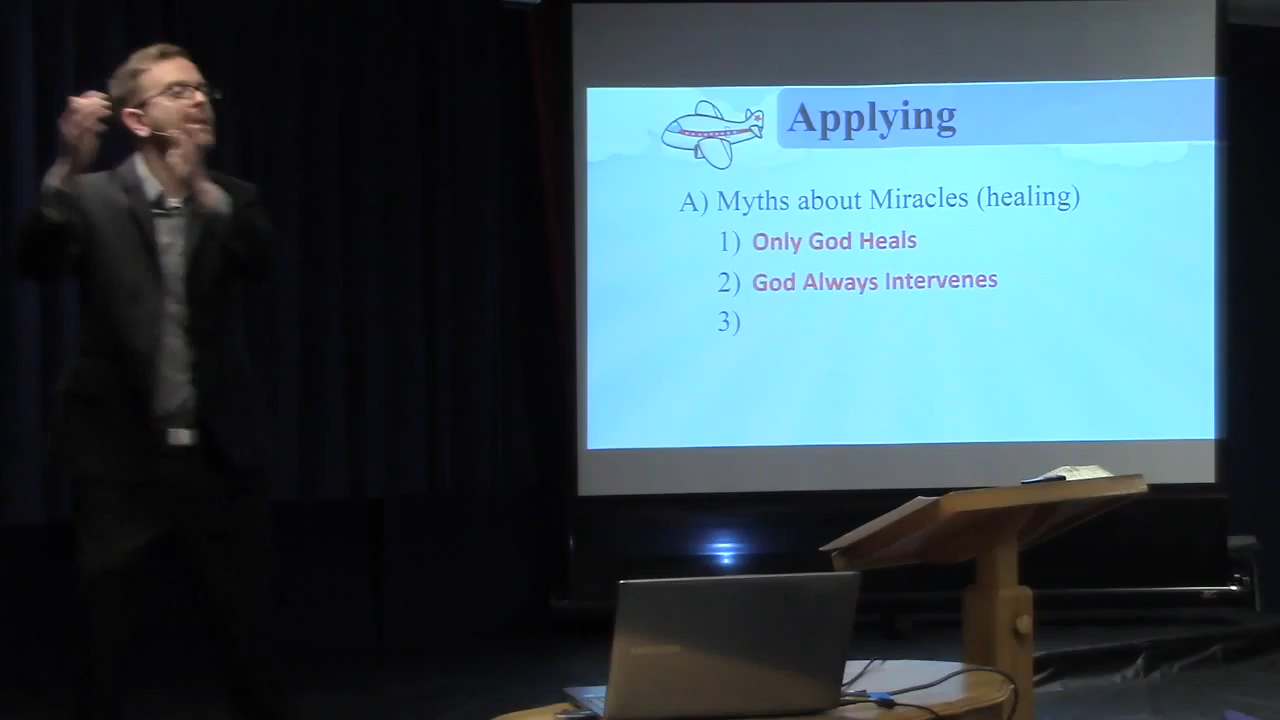 Applying
A) Myths about Miracles (healing)
1) Only God Heals
2) God Always Intervenes
3)